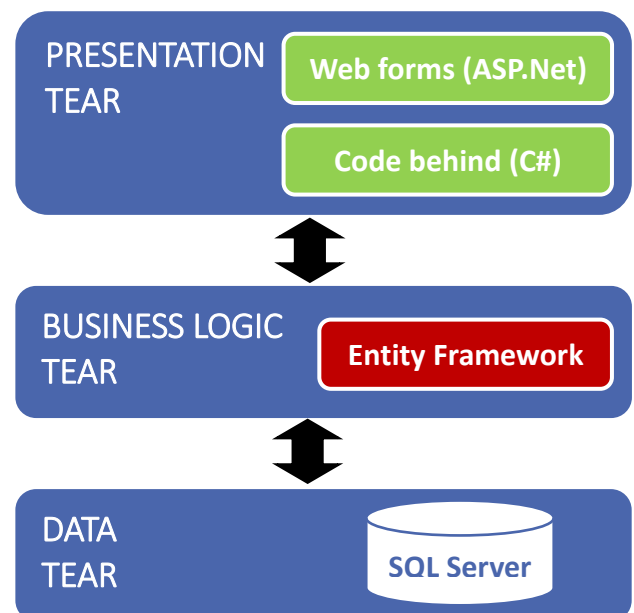 PRESENTATION
TEAR
Web forms (ASP.Net)
Code behind (C#)
BUSINESS LOGIC
TEAR
Entity Framework
DATA
TEAR
SQL Server